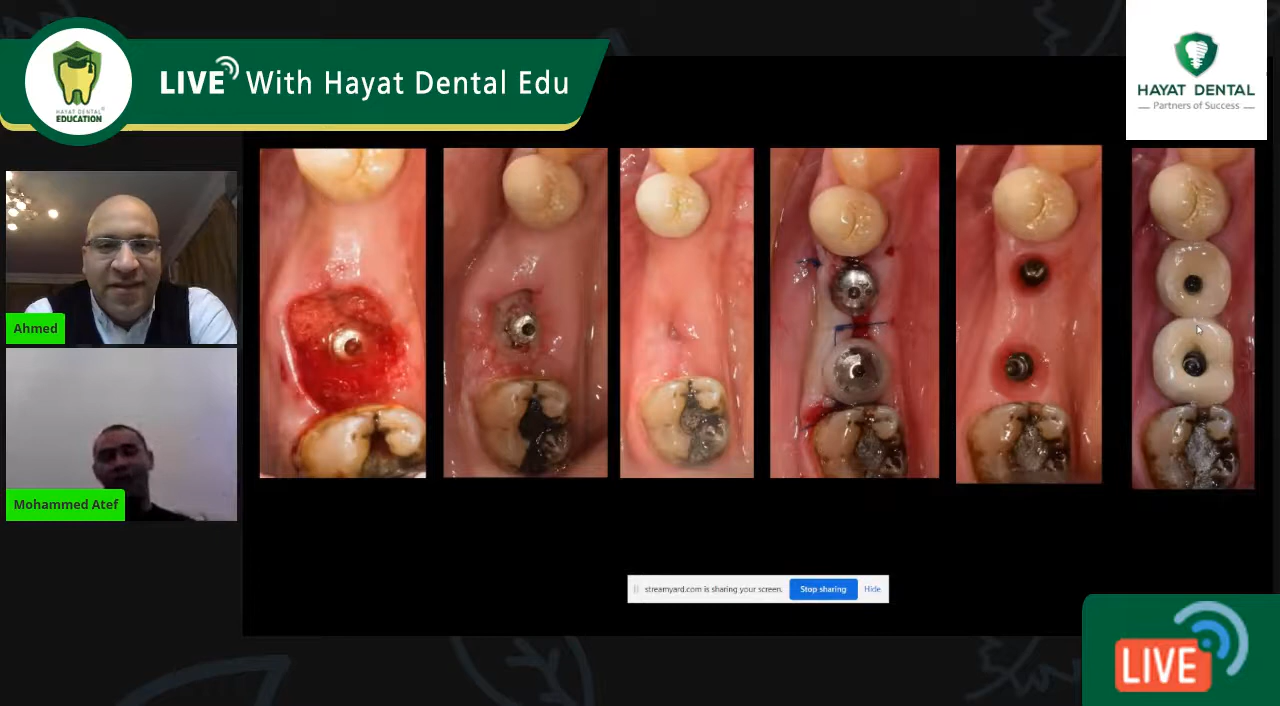 LIVE With Hayat Dental Edu
HAYAT DENTAL
EDUCATION
HAYAT DENTAL
Partners of Success
Ahmed
Mohammed Atef
streamyard.com is sharing your screen.
Stop sharing
Hide
LIVE